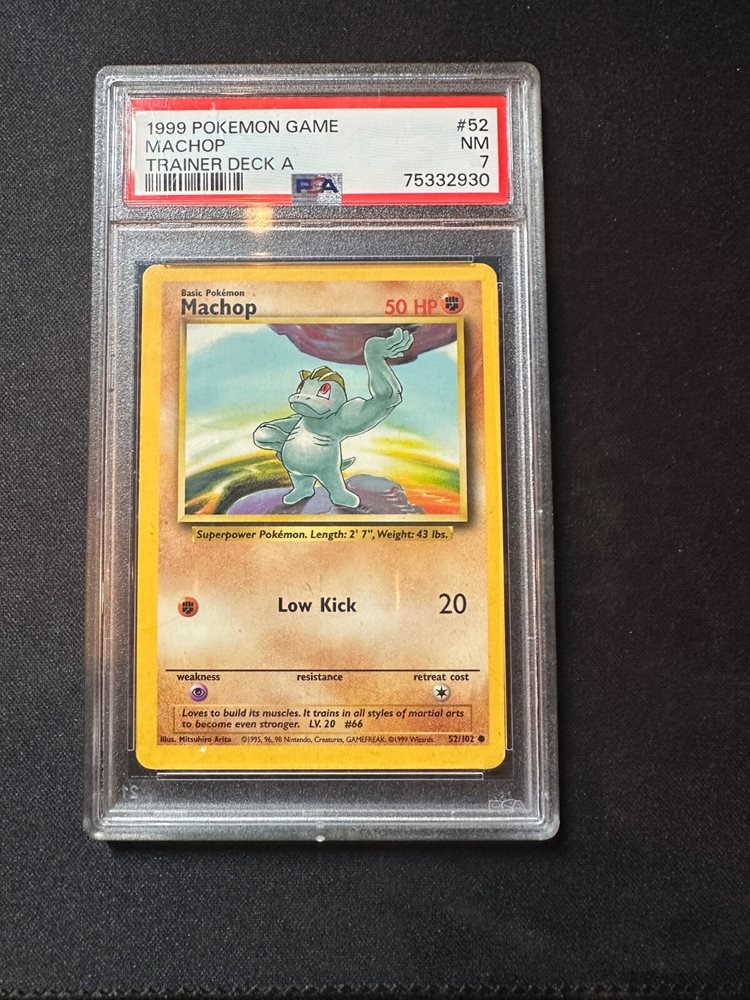 1999 POKEMON GAME #52
MACHOP NM
TRAINER DECK A 7
PSA 75332930
Basic Pokémon
Machop 50 HP
Superpower Pokémon. Length: 2' 7", Weight: 43 lbs.
Low Kick 20
weakness resistance retreat cost
Loves to build its muscles. It trains in all styles of martial arts
to become even stronger. LV. 20 #66
Illus. Mitsuhiro Arita ©1995, 96, 98 Nintendo, Creatures, GAMEFREAK. ©1999 Wizards. 52/102